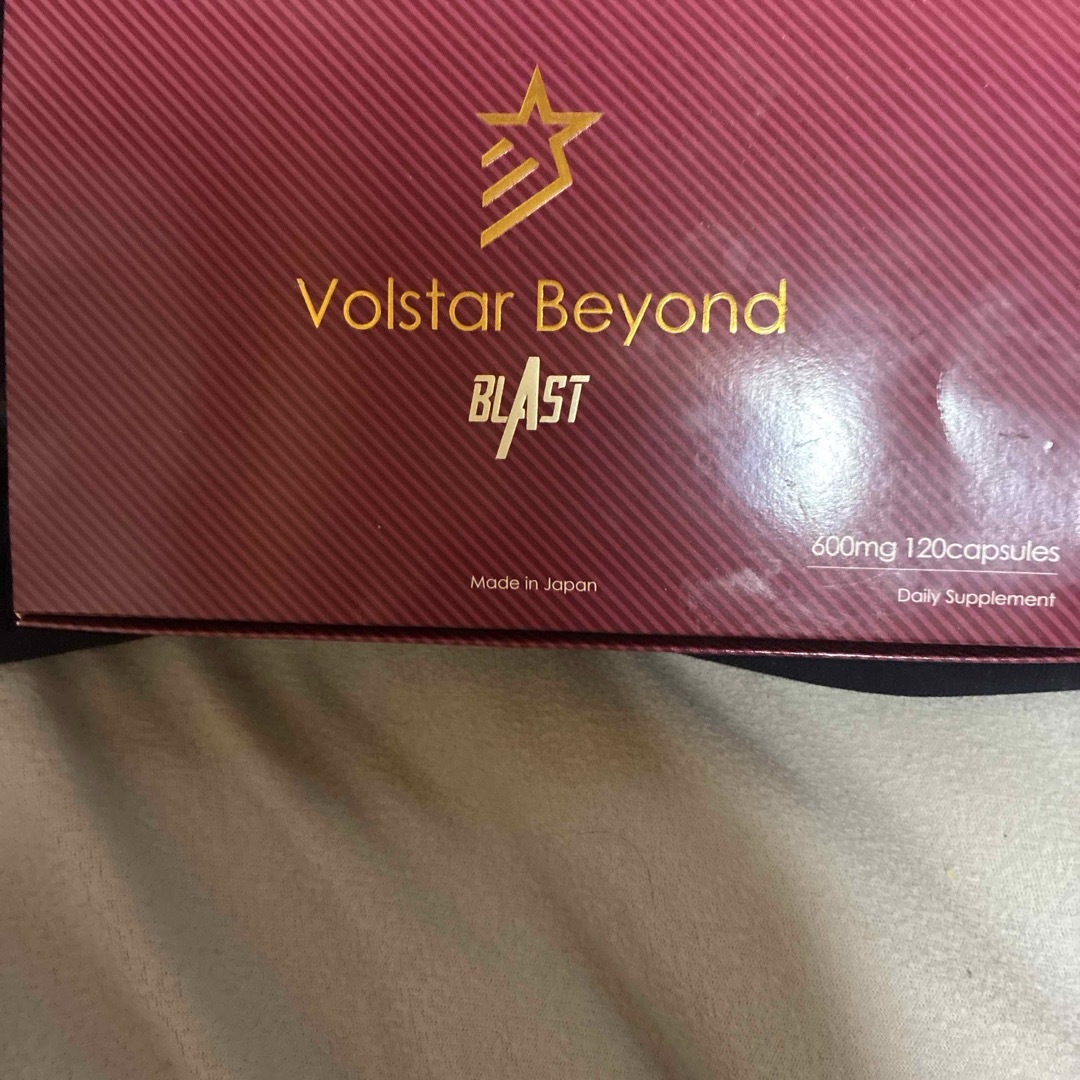 Volstar Beyond
BLAST
600mg 120capsules
Made in Japan
Daily Supplement